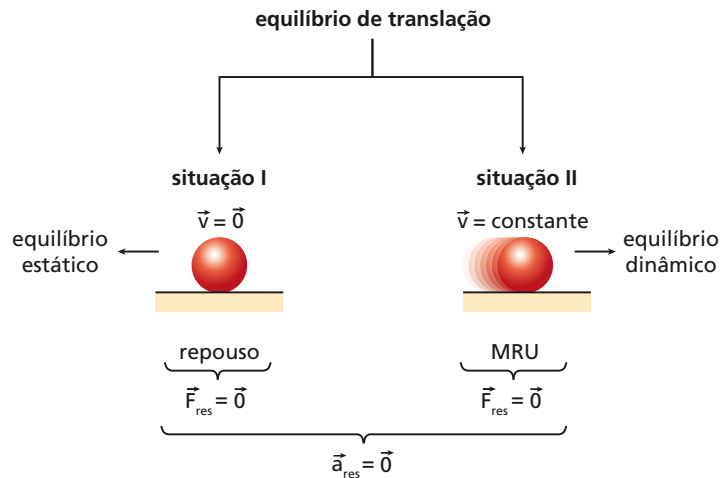 equilíbrio de translação
situação I
situação II
v⃗ = 0⃗
v⃗ = constante
equilíbrio
estático
equilíbrio
dinâmico
repouso
MRU
F⃗res = 0⃗
F⃗res = 0⃗
a⃗res = 0⃗